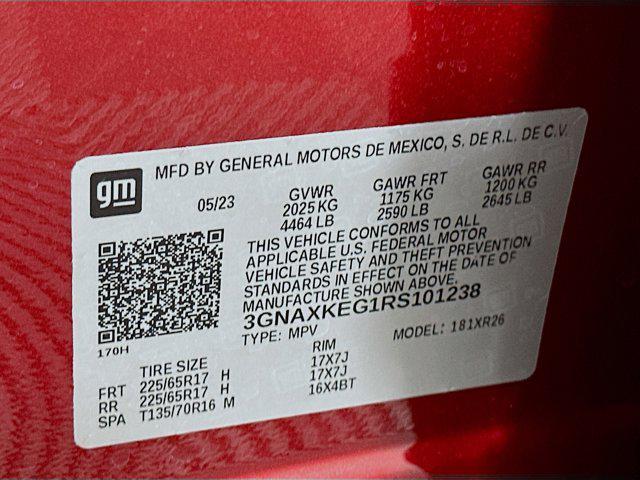 MFD BY GENERAL MOTORS DE MEXICO, S. DE R.L. DE C.V.
gm
05/23
GVWR GAWR FRT GAWR RR
2025 KG 1175 KG 1200 KG
4464 LB 2590 LB 2645 LB
THIS VEHICLE CONFORMS TO ALL
APPLICABLE U.S. FEDERAL MOTOR
VEHICLE SAFETY AND THEFT PREVENTION
STANDARDS IN EFFECT ON THE DATE OF
MANUFACTURE SHOWN ABOVE.
3GNAXKEG1RS101238
TYPE: MPV MODEL: 181XR26
170H
TIRE SIZE RIM
FRT 225/65R17 H 17X7J
RR 225/65R17 H 17X7J
SPA T135/70R16 M 16X4BT